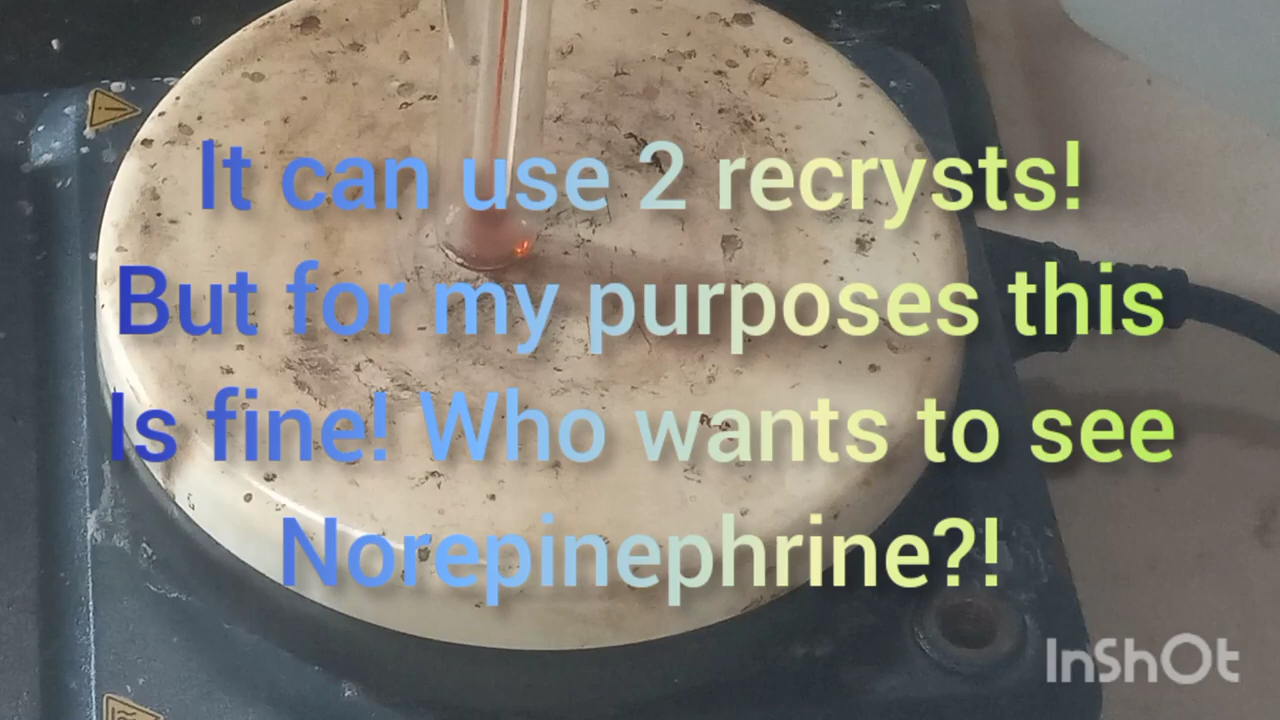 It can use 2 recrysts!
But for my purposes this
Is fine! Who wants to see
Norepinephrine?!
InShOt